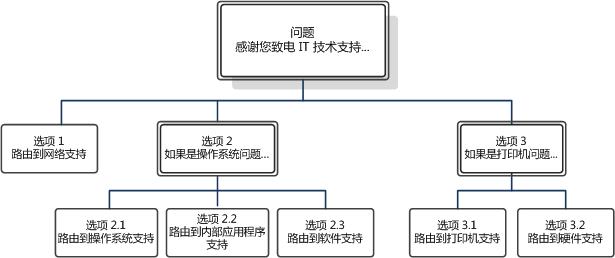 问题
感谢您致电 IT 技术支持...
选项 1
路由到网络支持
选项 2
如果是操作系统问题...
选项 3
如果是打印机问题...
选项 2.1
路由到操作系统支持
选项 2.2
路由到内部应用程序
支持
选项 2.3
路由到软件支持
选项 3.1
路由到打印机支持
选项 3.2
路由到硬件支持